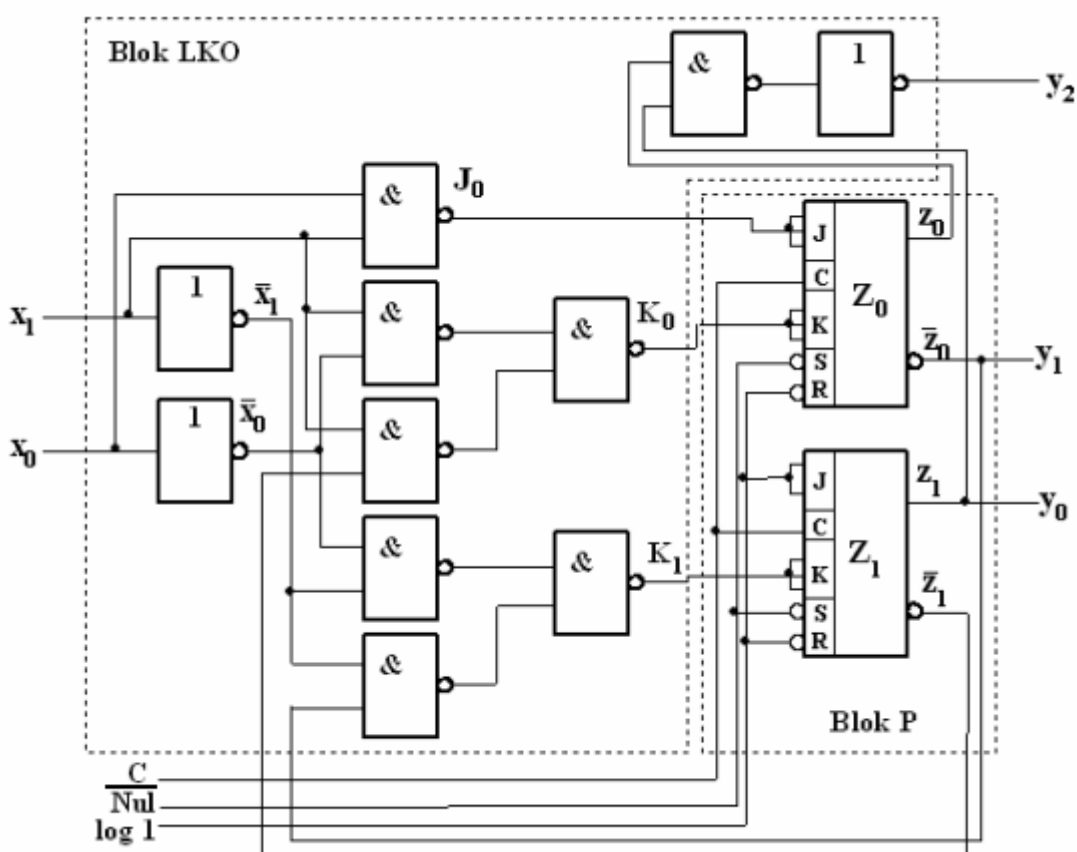 Blok LKO
&
1
y₂
&
J₀
J
C
K
S
R
Z₀
z₀
z̄₀
y₁
1
x̄₁
x₁
&
&
K₀
1
x̄₀
x₀
&
&
&
K₁
&
J
C
K
S
R
Z₁
z₁
z̄₁
y₀
Blok P
C
N̅u̅l̅
log 1